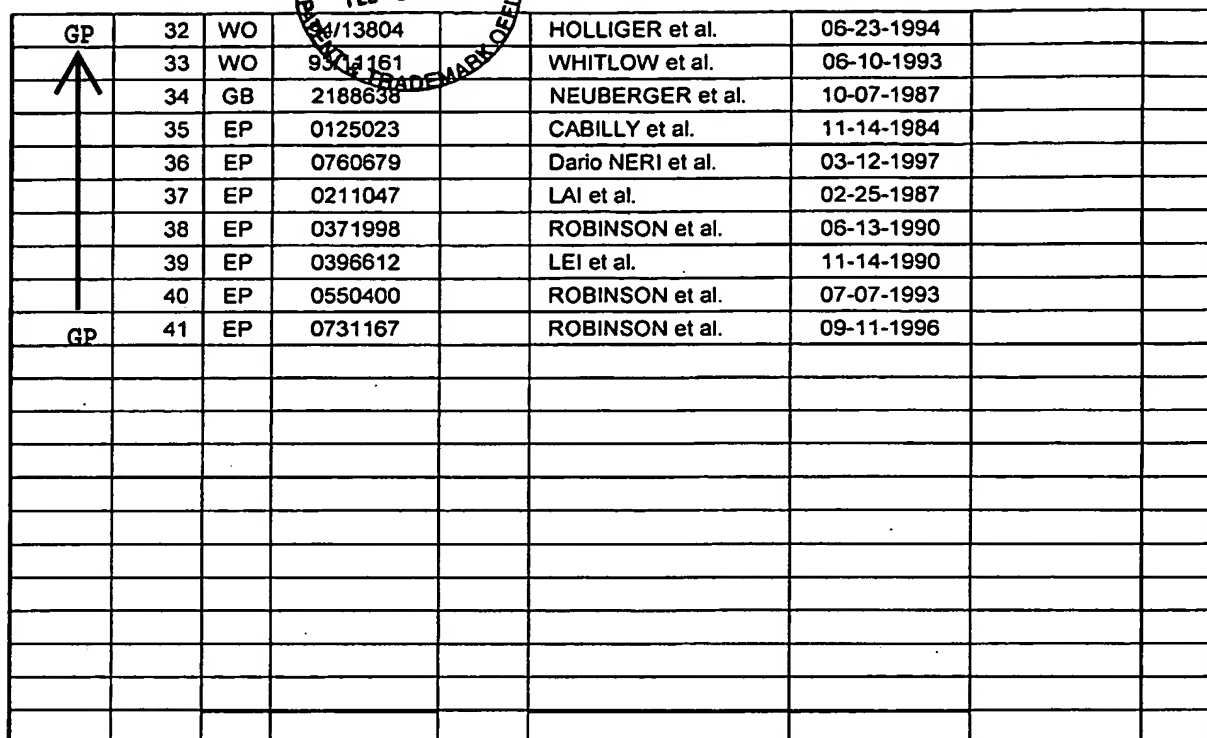 GP 32 WO /13804 HOLLIGER et al. 06-23-1994
33 WO 93/11161 WHITLOW et al. 06-10-1993
34 GB 2188638 NEUBERGER et al. 10-07-1987
35 EP 0125023 CABILLY et al. 11-14-1984
36 EP 0760679 Dario NERI et al. 03-12-1997
37 EP 0211047 LAI et al. 02-25-1987
38 EP 0371998 ROBINSON et al. 06-13-1990
39 EP 0396612 LEI et al. 11-14-1990
40 EP 0550400 ROBINSON et al. 07-07-1993
GP 41 EP 0731167 ROBINSON et al. 09-11-1996
& TRADEMARK